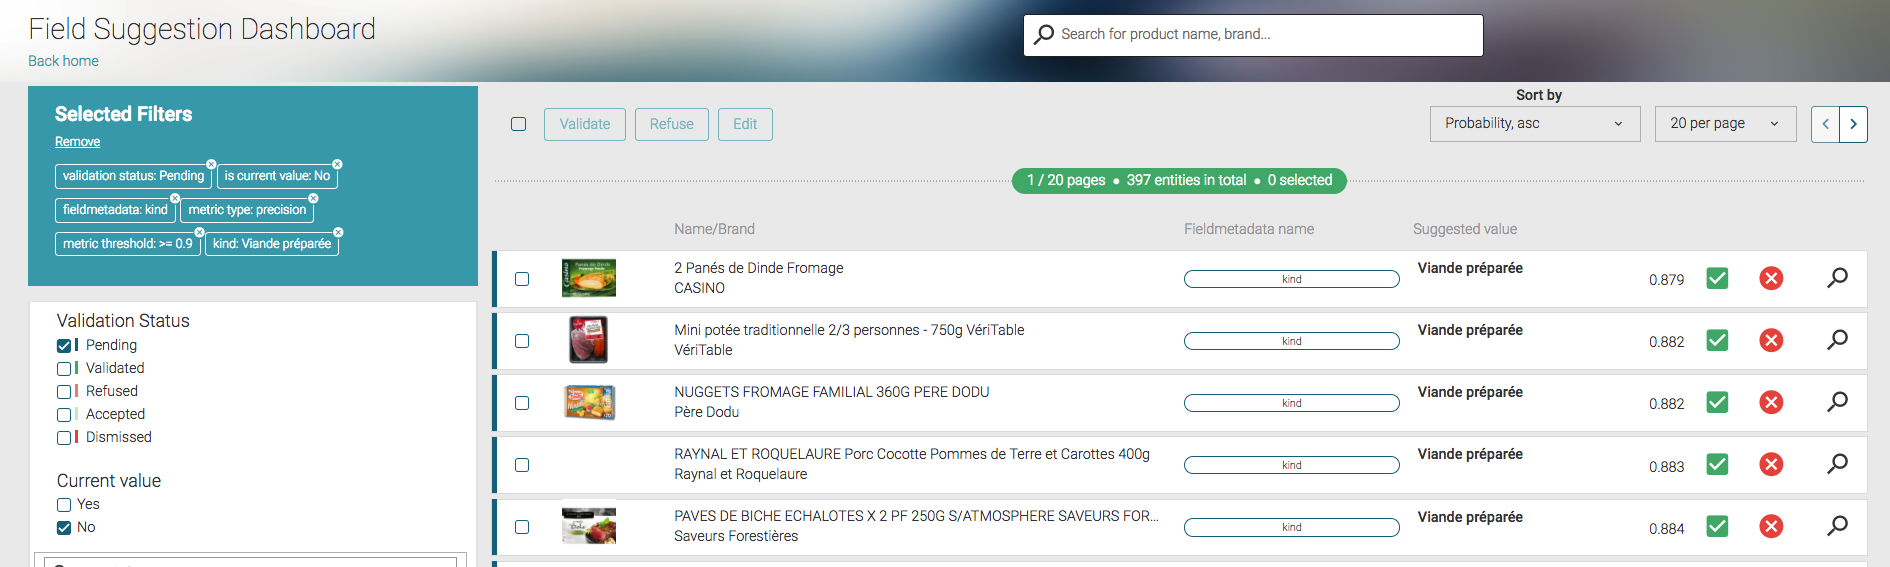 Field Suggestion Dashboard
Back home
Search for product name, brand...
Selected Filters
Remove
validation status: Pending
is current value: No
fieldmetadata: kind
metric type: precision
metric threshold: >= 0.9
kind: Viande préparée
Validation Status
Pending
Validated
Refused
Accepted
Dismissed
Current value
Yes
No
Validate
Refuse
Edit
Sort by
Probability, asc
20 per page
1 / 20 pages • 397 entities in total • 0 selected
Name/Brand
Fieldmetadata name
Suggested value
2 Panés de Dinde Fromage
CASINO
kind
Viande préparée
0.879
Mini potée traditionnelle 2/3 personnes - 750g VériTable
VériTable
kind
Viande préparée
0.882
NUGGETS FROMAGE FAMILIAL 360G PERE DODU
Père Dodu
kind
Viande préparée
0.882
RAYNAL ET ROQUELAURE Porc Cocotte Pommes de Terre et Carottes 400g
Raynal et Roquelaure
kind
Viande préparée
0.883
PAVES DE BICHE ECHALOTES X 2 PF 250G S/ATMOSPHERE SAVEURS FOR...
Saveurs Forestières
kind
Viande préparée
0.884